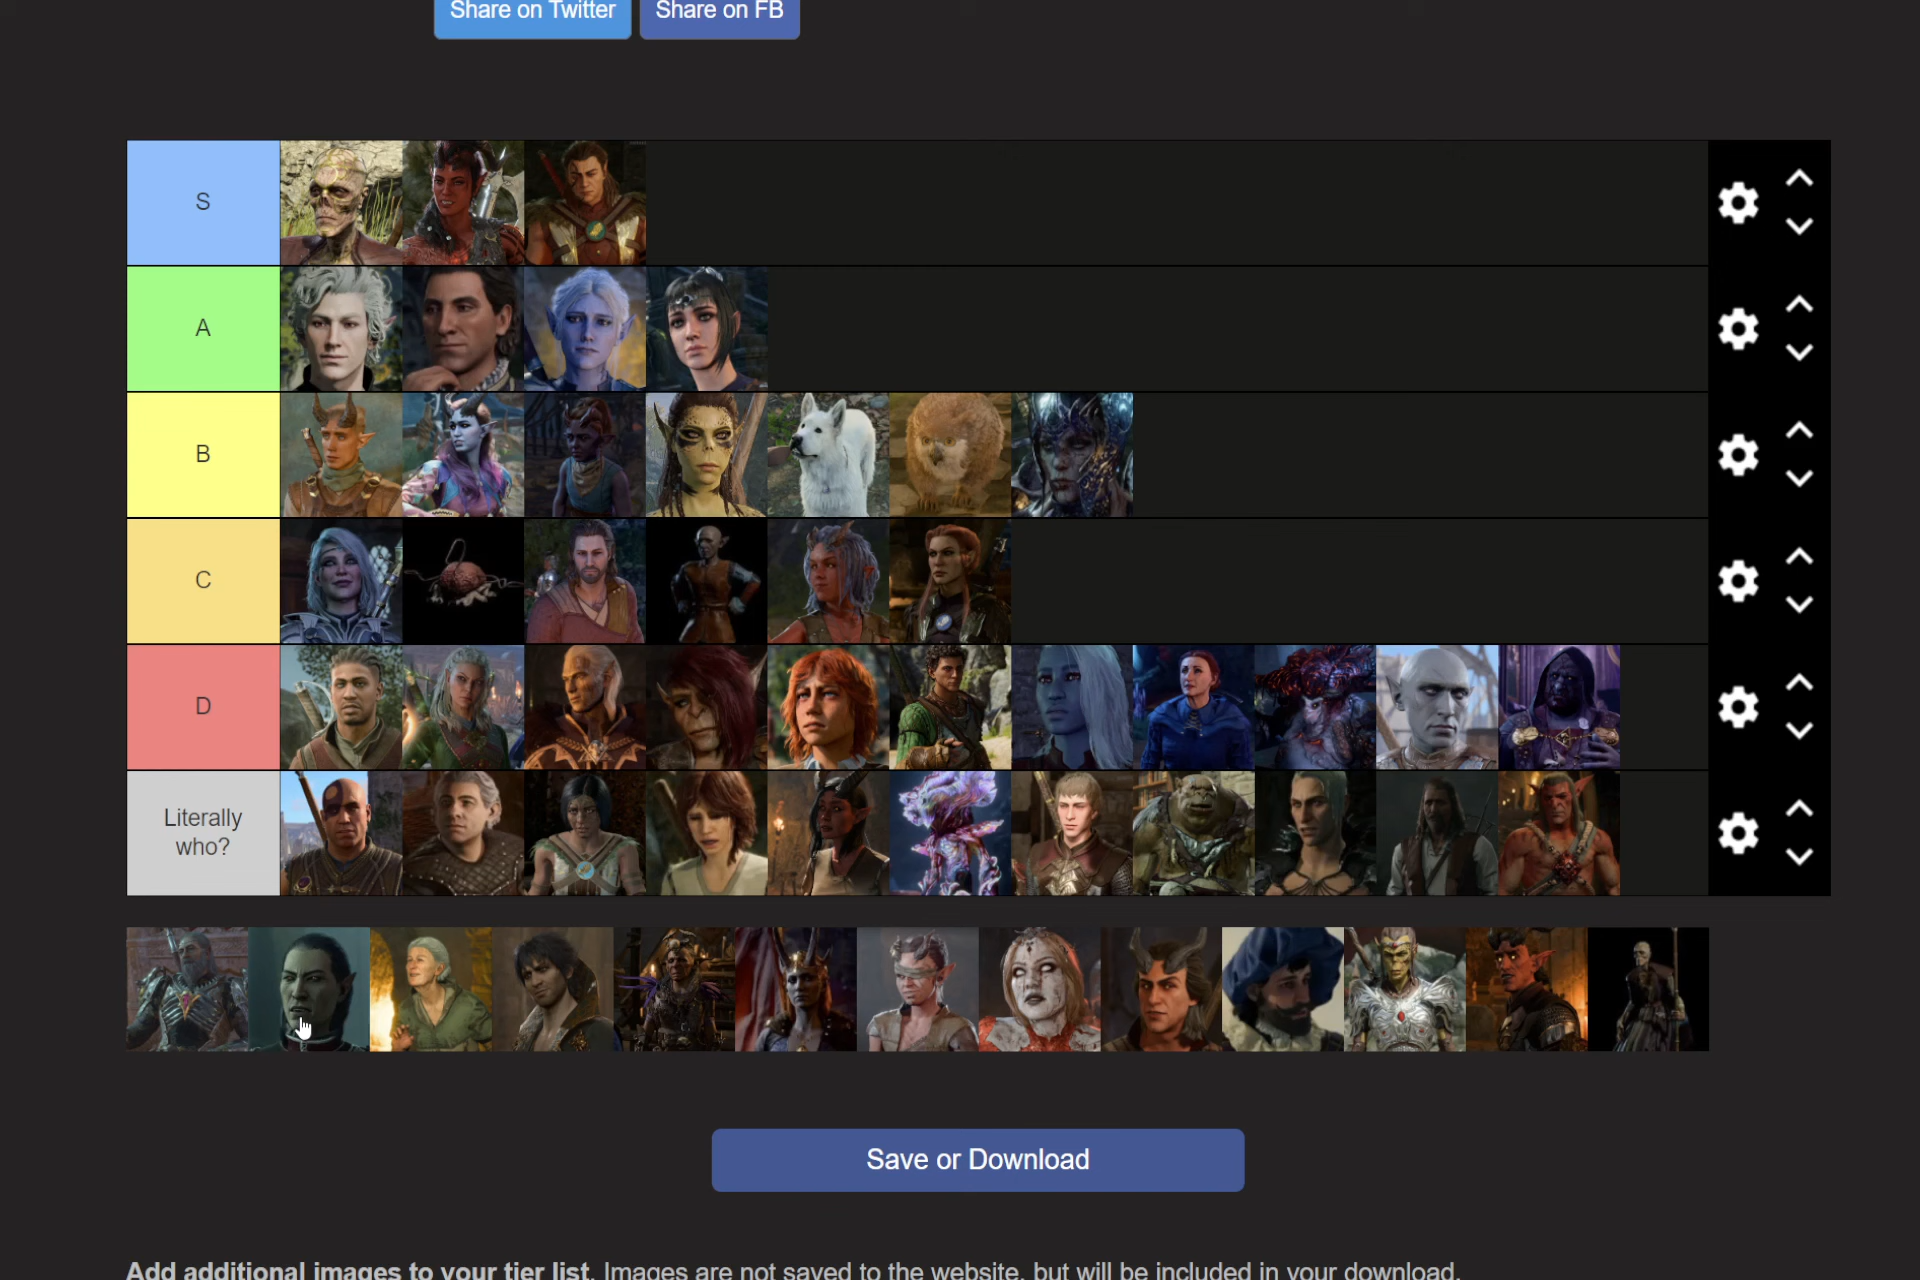 Share on Twitter
Share on FB
S
A
B
C
D
Literally
who?
Save or Download
Add additional images to your tier list. Images are not saved to the website, but will be included in your download.